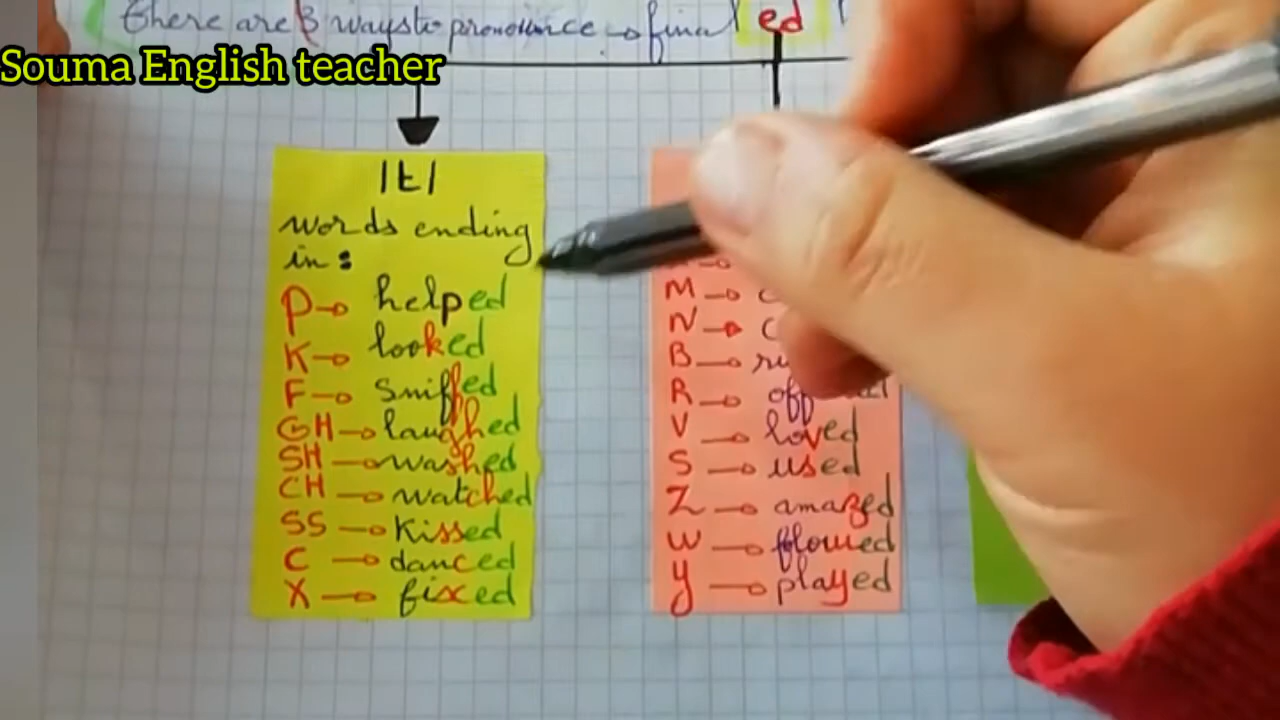 there are 3 ways to pronounce final ed
Souma English teacher
/t/
words ending
in:
P → helped
K → looked
F → sniffed
GH → laughed
SH → washed
CH → watched
SS → kissed
C → danced
X → fixed
M →
N →
B →
R →
V → loved
S → used
Z → amazed
W → flowed
Y → played